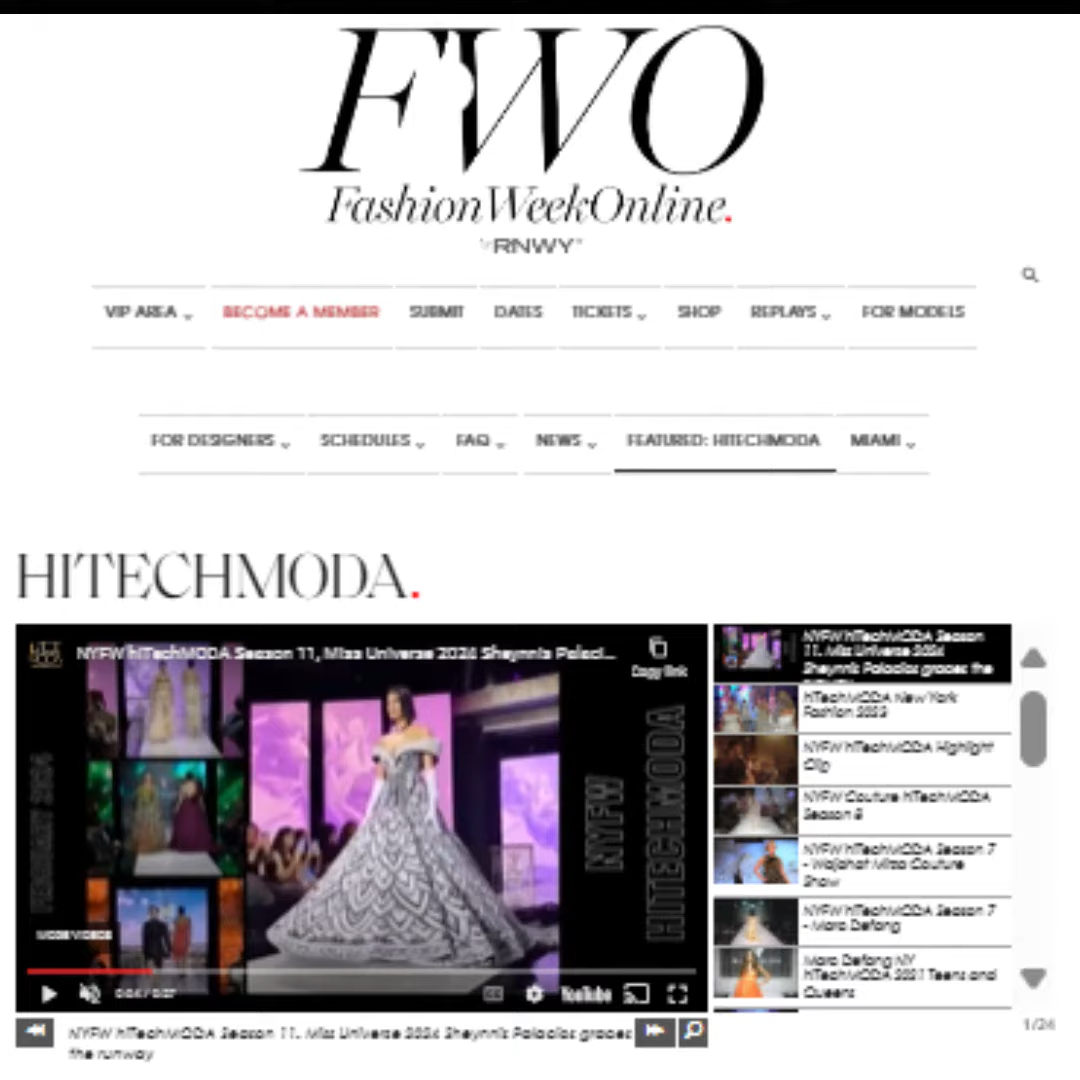 FWO
FashionWeekOnline.
by RNWY
VIP AREA BECOME A MEMBER SUBMIT DATES TICKETS SHOP REPLAYS FOR MODELS
FOR DESIGNERS SCHEDULES FAQ NEWS FEATURED: HITECHMODA MIAMI
HITECHMODA.
NYFW hiTechMODA Season 11, Miss Universe 2024 Sheynnis Palaci...
Copy link
NYFW
HITECHMODA
MORE VIDEOS
YouTube
NYFW hiTechMODA Season 11. Miss Universe 2024 Sheynnis Palacios graces
the runway
NYFW hiTechMODA Season
11. Miss Universe 2024
Sheynnis Palacios graces the
hiTechMODA New York
Fashion 2023
NYFW hiTechMODA Highlight
Clip
NYFW Couture hiTechMODA
Season 8
NYFW hiTechMODA Season 7
- Wajahat Mirza Couture
Show
NYFW hiTechMODA Season 7
- Marc Defang
Marc Defang NY
hiTechMODA 2021 Teens and
Queens
1/24